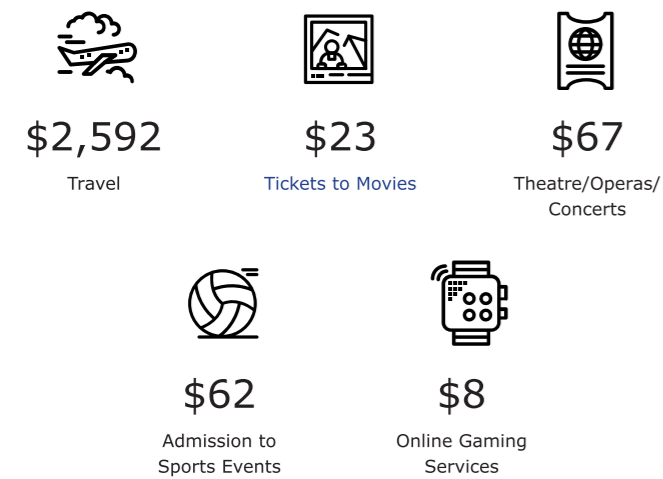 $2,592
$23
$67
Travel
Tickets to Movies
Theatre/Operas/
Concerts
$62
$8
Admission to
Sports Events
Online Gaming
Services